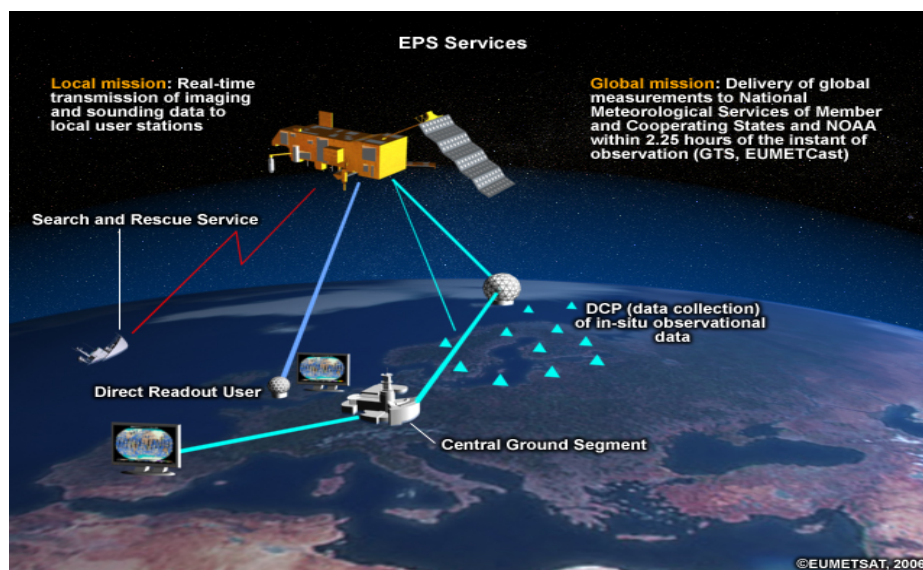 EPS Services
Local mission: Real-time
transmission of imaging
and sounding data to
local user stations
Global mission: Delivery of global
measurements to National
Meteorological Services of Member
and Cooperating States and NOAA
within 2.25 hours of the instant of
observation (GTS, EUMETCast)
Search and Rescue Service
DCP (data collection)
of in-situ observational
data
Direct Readout User
Central Ground Segment
©EUMETSAT, 2006